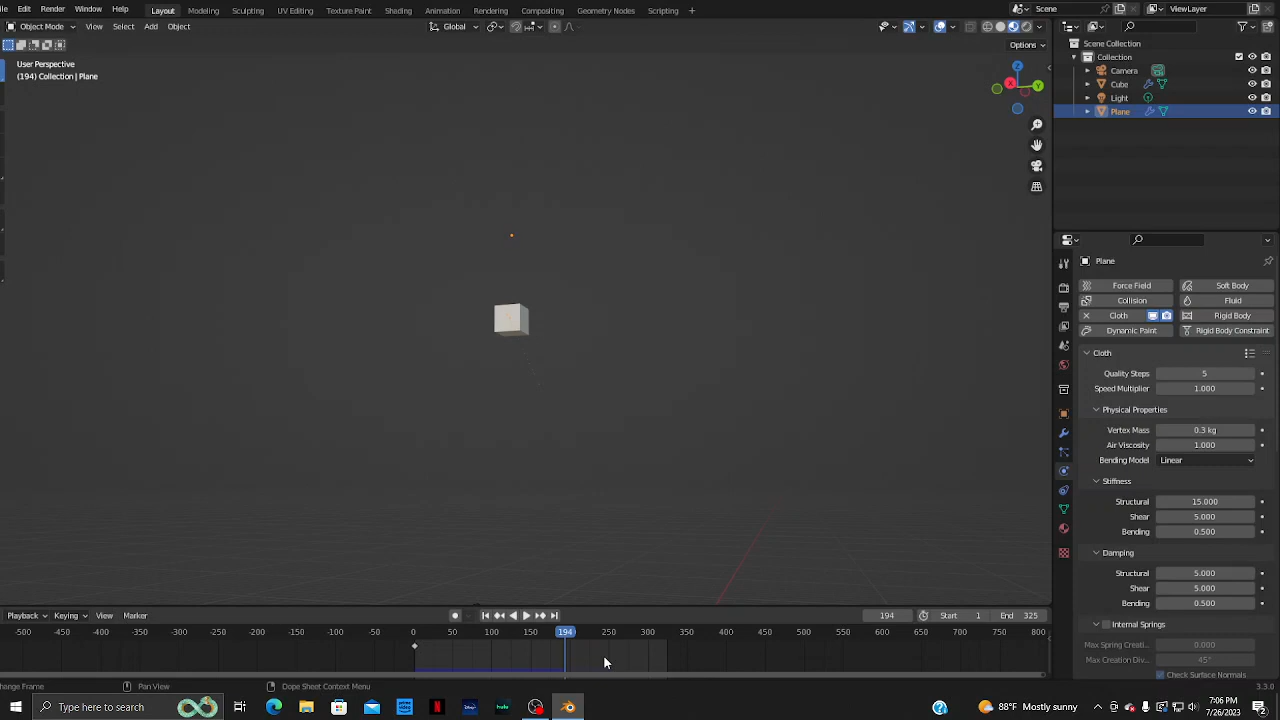 File Edit Render Window Help Layout Modeling Sculpting UV Editing Texture Paint Shading Animation Rendering Compositing Geometry Nodes Scripting + Scene ViewLayer
Object Mode View Select Add Object Global
Options
User Perspective
(194) Collection | Plane
Z
X Y
Scene Collection
Collection
Camera
Cube
Light
Plane
Plane
Force Field Soft Body
Collision Fluid
Cloth Rigid Body
Dynamic Paint Rigid Body Constraint
Cloth
Quality Steps 5
Speed Multiplier 1.000
Physical Properties
Vertex Mass 0.3 kg
Air Viscosity 1.000
Bending Model Linear
Stiffness
Structural 15.000
Shear 5.000
Bending 0.500
Damping
Structural 5.000
Shear 5.000
Bending 0.500
Internal Springs
Max Spring Creation 0.000
Max Creation Div... 45°
Check Surface Normals
Playback Keying View Marker 194 Start 1 End 325
-500 -450 -400 -350 -300 -250 -200 -150 -100 -50 0 50 100 150 194 250 300 350 400 450 500 550 600 650 700 750 800
hange Frame Pan View Dope Sheet Context Menu 3.3.0
Type here to search hulu 88°F Mostly sunny 7:06 PM
7/26/2023